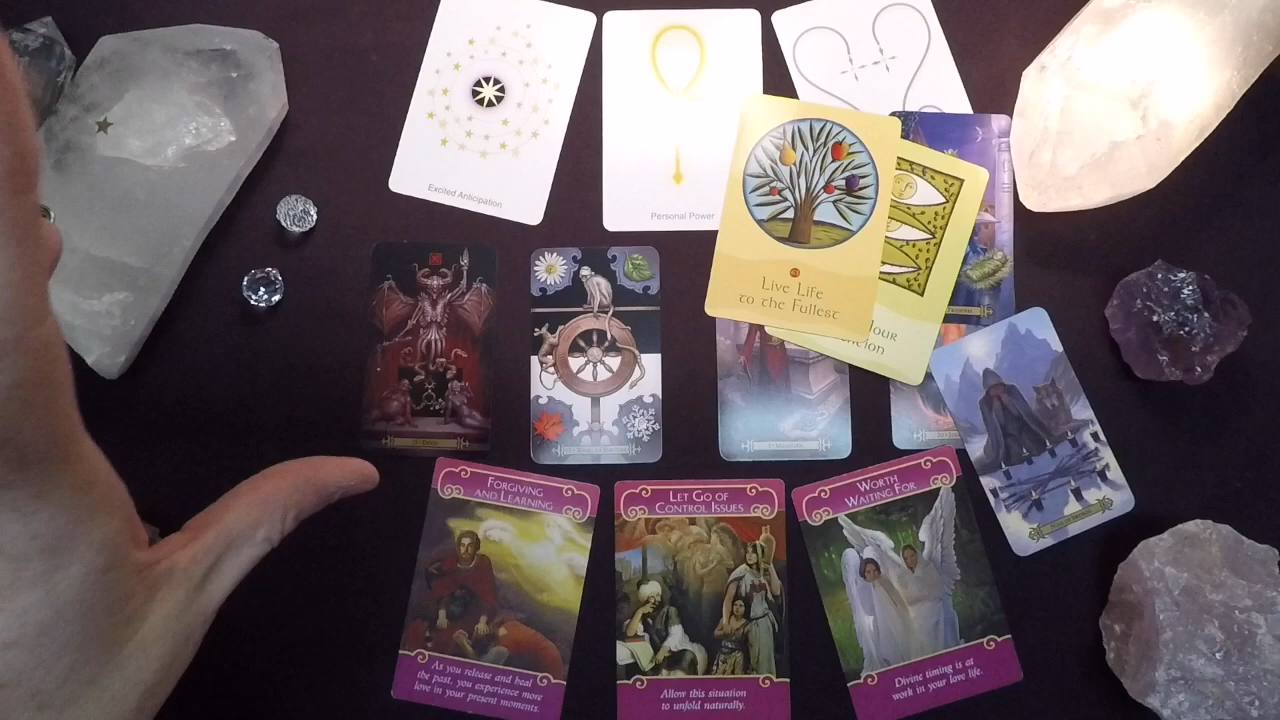 Excited Anticipation
Personal Power
63
Live Life
to the Fullest
Your
Forgiving
and Learning
As you release and heal
the past, you experience more
love in your present moments.
Let Go of
Control Issues
Allow this situation
to unfold naturally.
Worth
Waiting For
Divine timing is at
work in your love life.